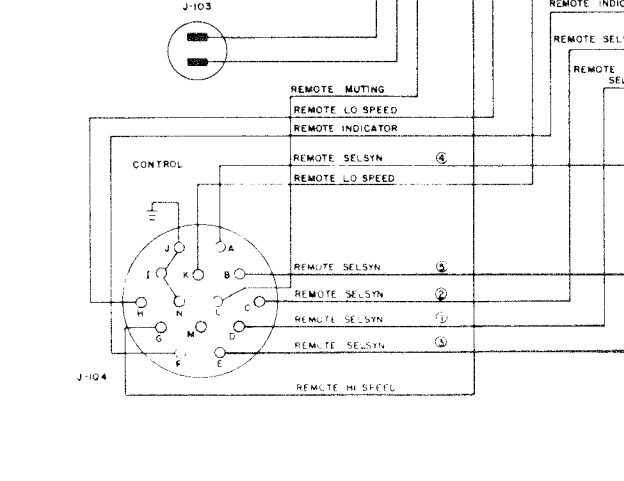 J-103
REMOTE INDIC
REMOTE SEL
REMOTE
SEL
REMOTE MUTING
REMOTE LO SPEED
REMOTE INDICATOR
CONTROL
REMOTE SELSYN 4
REMOTE LO SPEED
J A
I K B
REMOTE SELSYN 5
H N L C
REMOTE SELSYN 2
G M D
REMOTE SELSYN 1
F E
REMOTE SELSYN 3
J-104
REMOTE HI SPEED